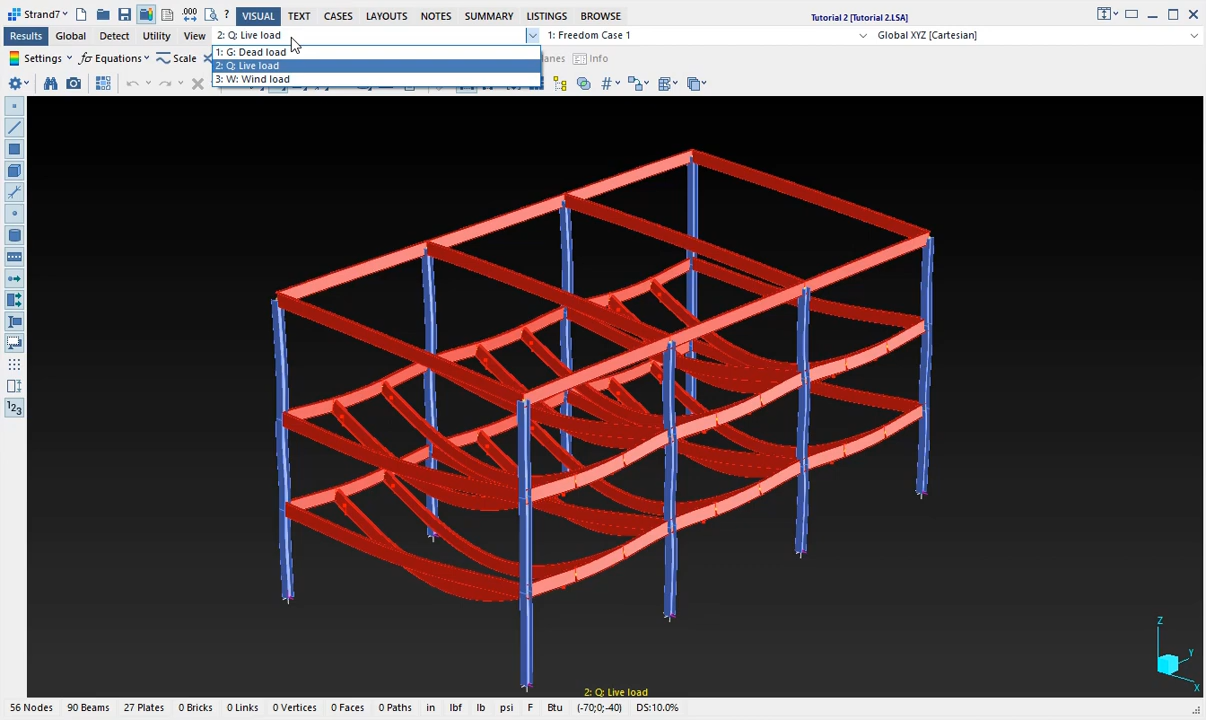 Strand7 ? VISUAL TEXT CASES LAYOUTS NOTES SUMMARY LISTINGS BROWSE Tutorial 2 [Tutorial 2.LSA]
Results Global Detect Utility View 2: Q: Live load 1: Freedom Case 1 Global XYZ [Cartesian]
1: G: Dead load
2: Q: Live load
3: W: Wind load
Settings Equations Scale Info
2: Q: Live load
Z
Y
X
56 Nodes 90 Beams 27 Plates 0 Bricks 0 Links 0 Vertices 0 Faces 0 Paths in lbf lb psi F Btu (-70;0;-40) DS:10.0%